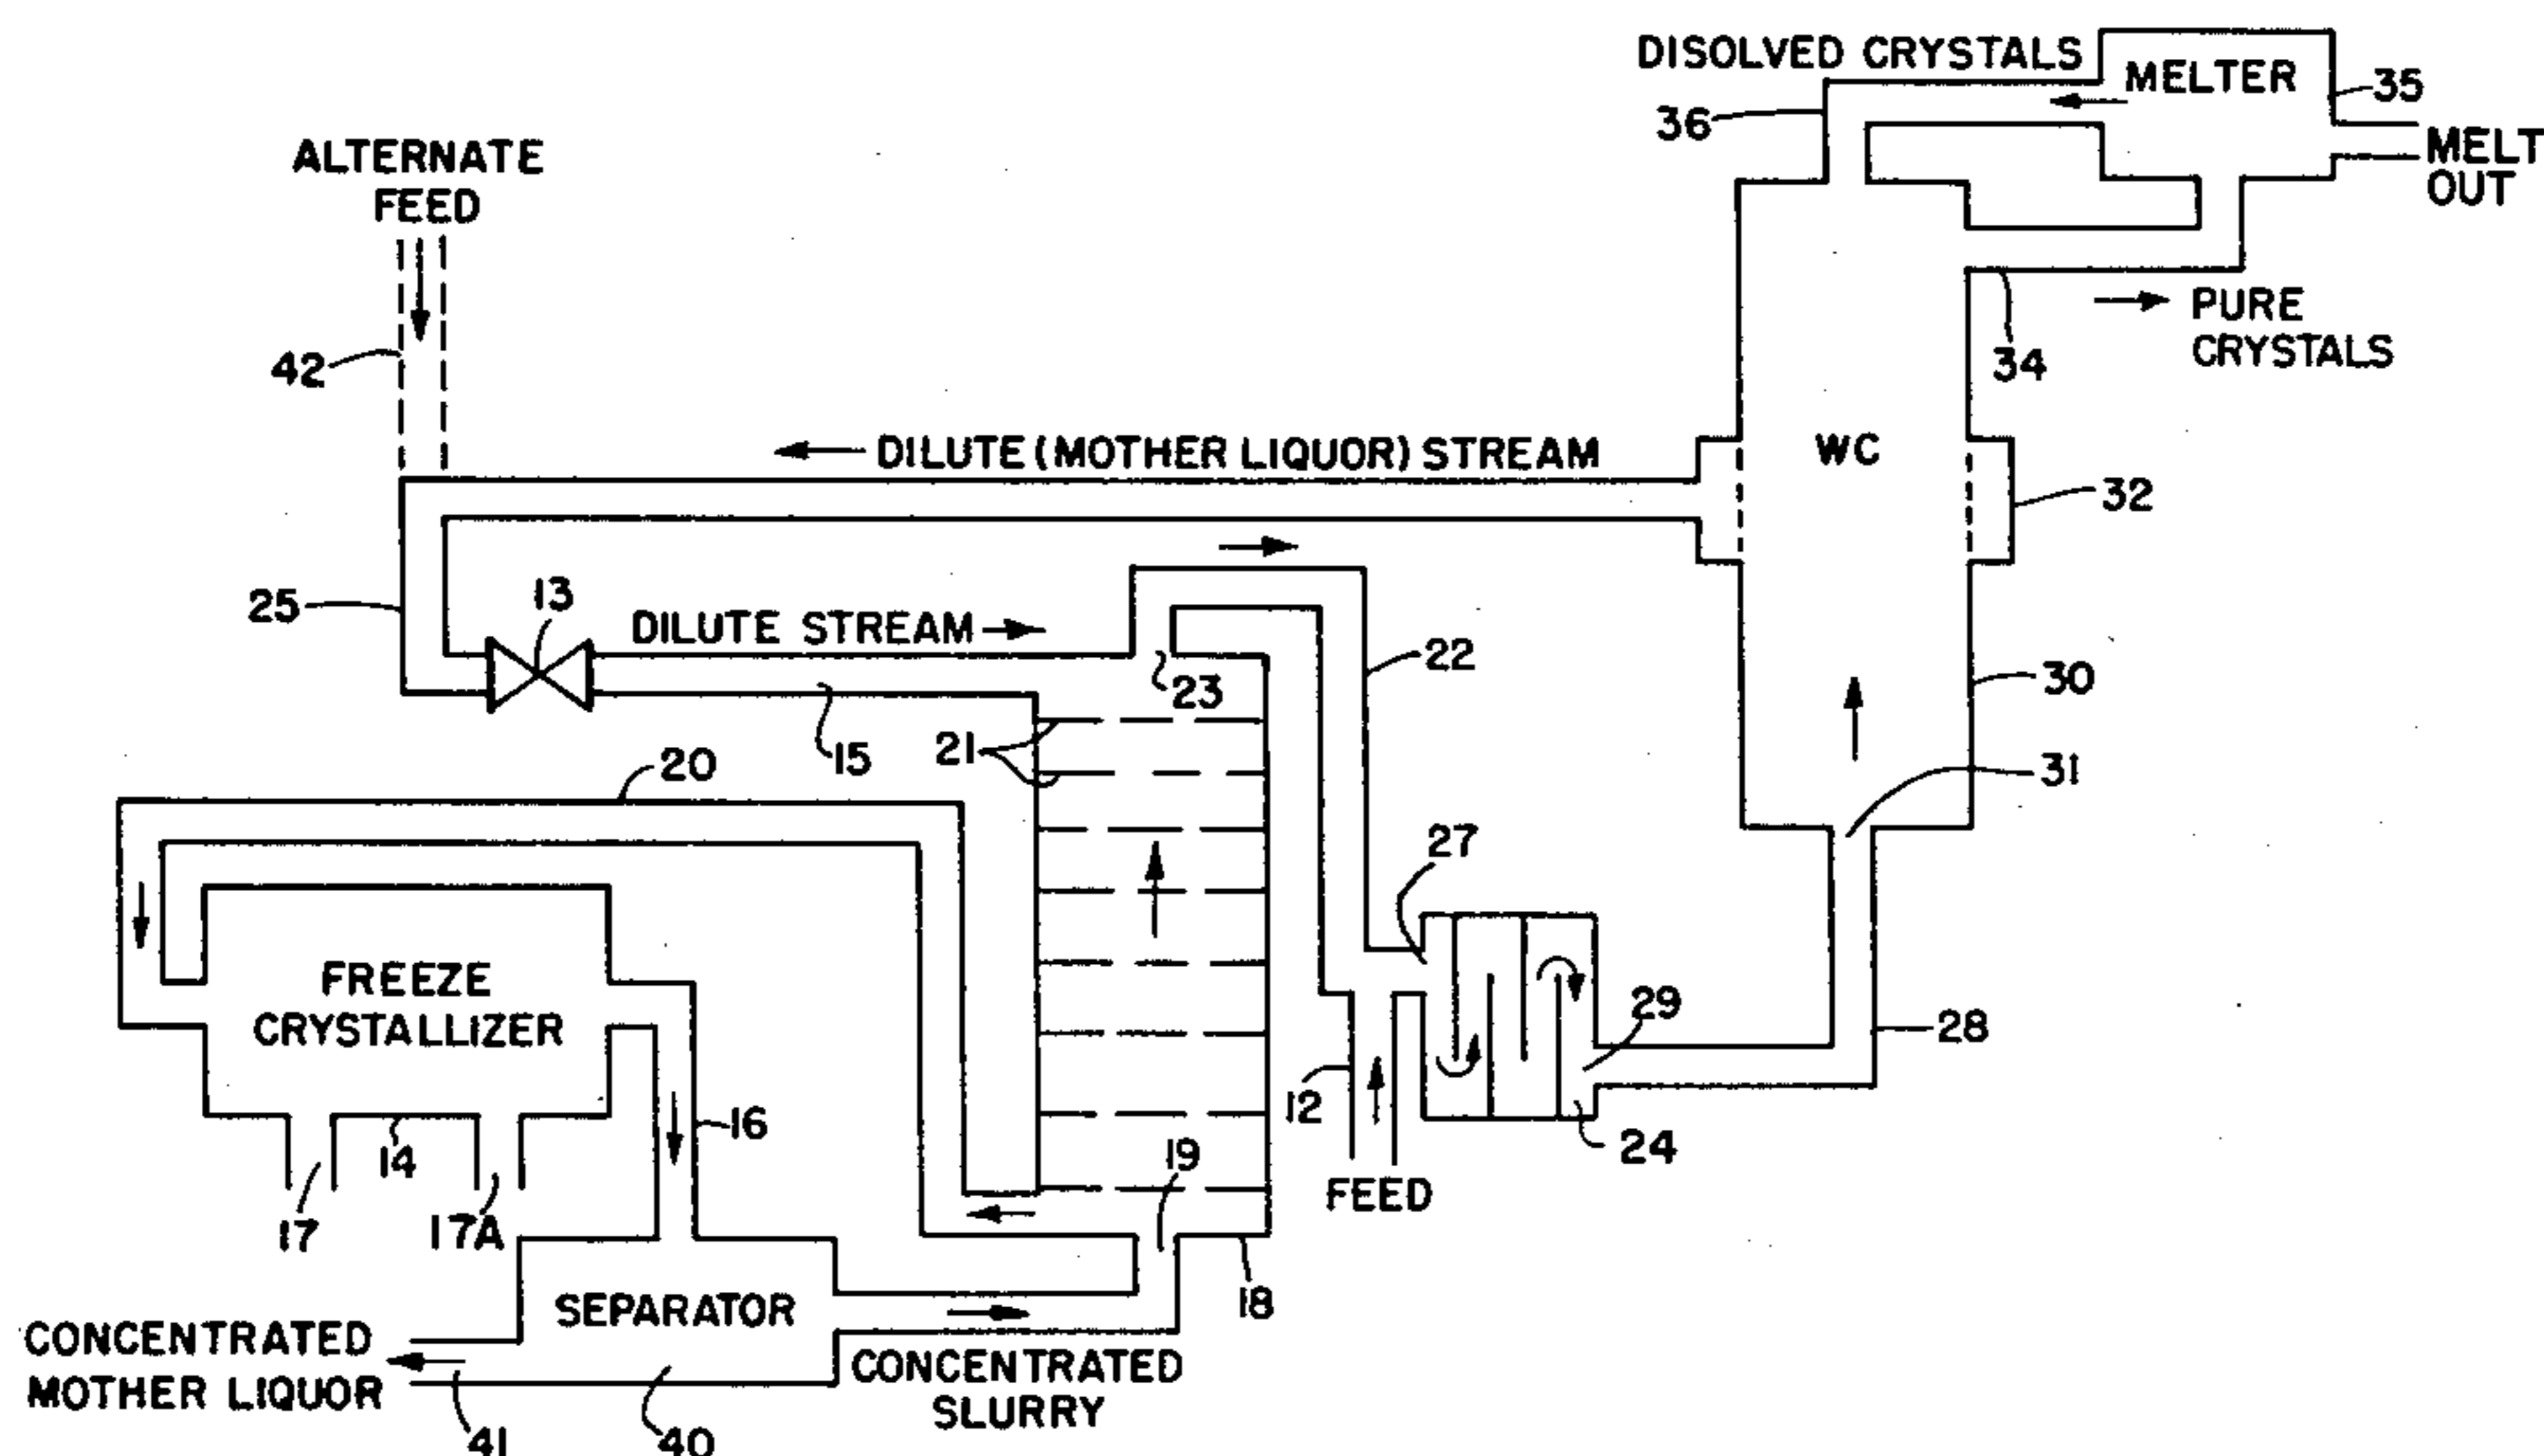 DISOLVED CRYSTALS
MELTER
35
36
MELT
OUT
ALTERNATE
FEED
PURE
CRYSTALS
34
42
DILUTE (MOTHER LIQUOR) STREAM
WC
32
25
13
DILUTE STREAM
22
23
30
21
15
20
31
27
FREEZE
CRYSTALLIZER
29
28
12
16
14
24
19
FEED
17
17A
18
SEPARATOR
CONCENTRATED
MOTHER LIQUOR
CONCENTRATED
SLURRY
41
40